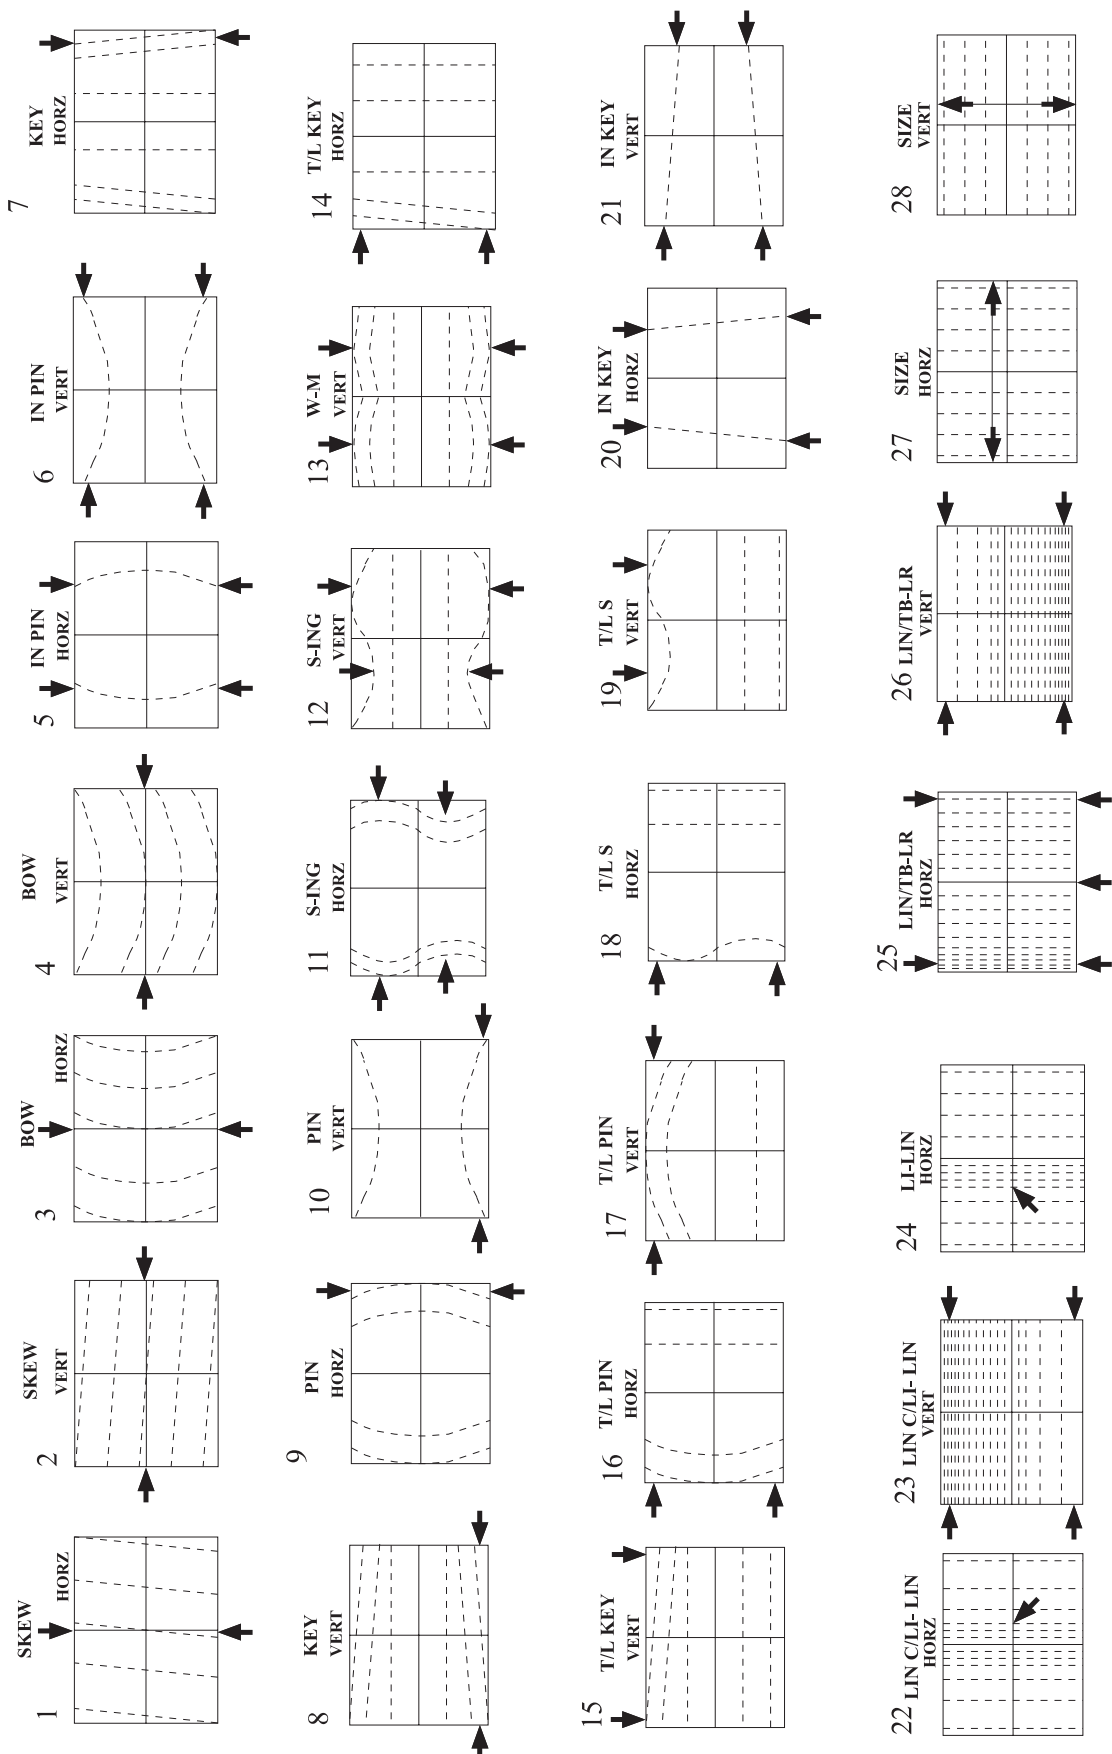 1
SKEW
HORZ
2
SKEW
VERT
3
BOW
HORZ
4
BOW
VERT
5
IN PIN
HORZ
6
IN PIN
VERT
7
KEY
HORZ
8
KEY
VERT
9
PIN
HORZ
10
PIN
VERT
11
S-ING
HORZ
12
S-ING
VERT
13
W-M
VERT
14
T/L KEY
HORZ
15
T/L KEY
VERT
16
T/L PIN
HORZ
17
T/L PIN
VERT
18
T/L S
HORZ
19
T/L S
VERT
20
IN KEY
HORZ
21
IN KEY
VERT
22 LIN C/LI- LIN
HORZ
23 LIN C/LI- LIN
VERT
24
LI-LIN
HORZ
25
LIN/TB-LR
HORZ
26 LIN/TB-LR
VERT
27
SIZE
HORZ
28
SIZE
VERT